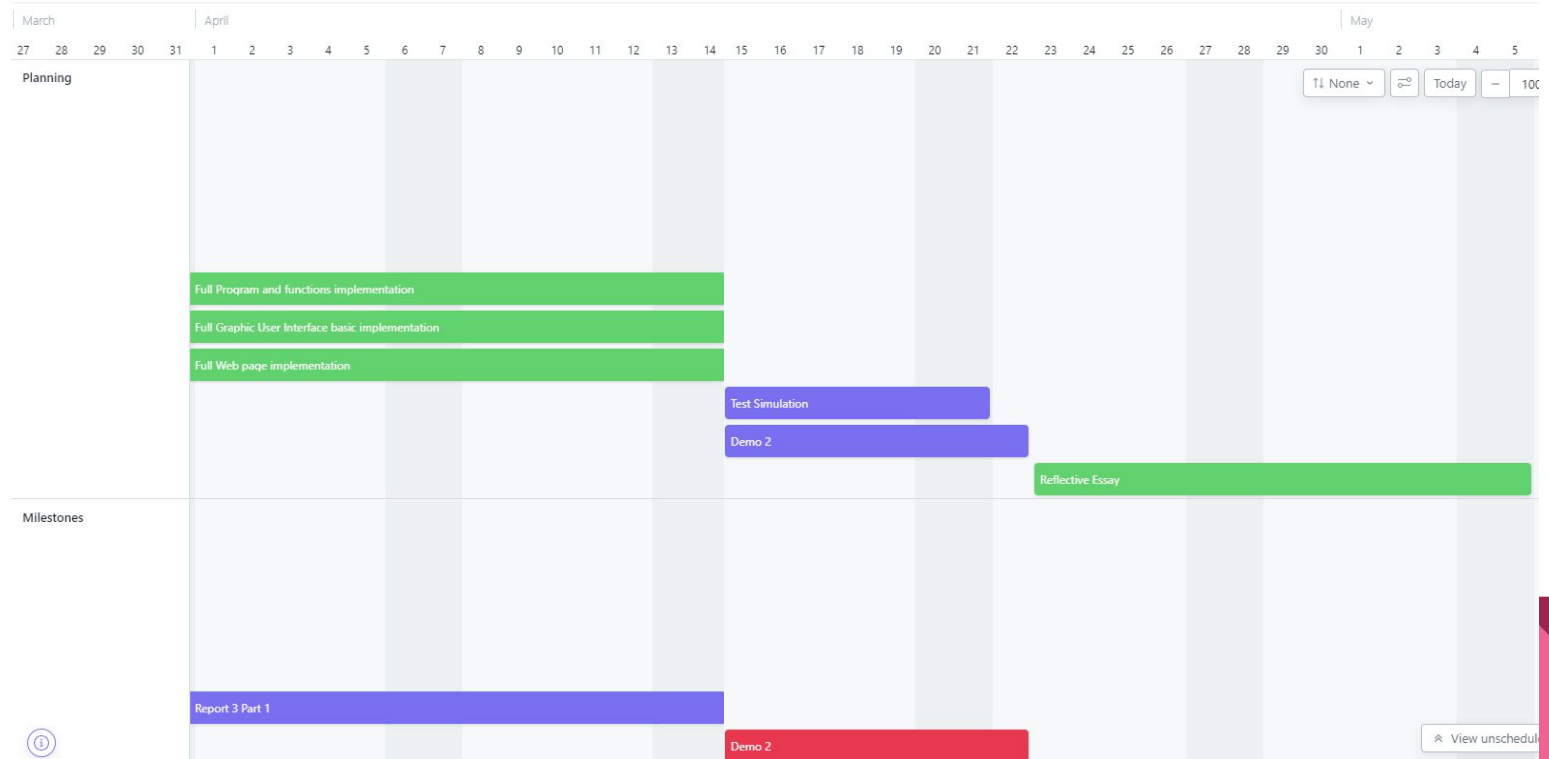 March April May
27 28 29 30 31 1 2 3 4 5 6 7 8 9 10 11 12 13 14 15 16 17 18 19 20 21 22 23 24 25 26 27 28 29 30 1 2 3 4 5
Planning
None Today − 100
Full Program and functions implementation
Full Graphic User Interface basic implementation
Full Web page implementation
Test Simulation
Demo 2
Reflective Essay
Milestones
Report 3 Part 1
Demo 2
View unschedul